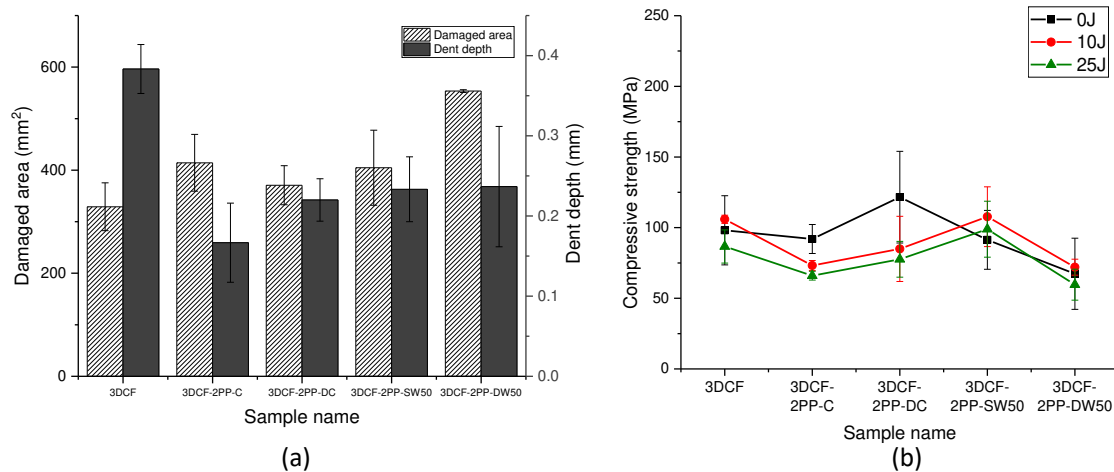 Damaged area
Dent depth
Damaged area (mm²)
600
400
200
0
0.4
0.3
0.2
0.1
0.0
Dent depth (mm)
3DCF
3DCF-2PP-C
3DCF-2PP-DC
3DCF-2PP-SW50
3DCF-2PP-DW50
Sample name
(a)
0J
10J
25J
Compressive strength (MPa)
250
200
150
100
50
0
3DCF
3DCF-
2PP-C
3DCF-
2PP-DC
3DCF-
2PP-SW50
3DCF-
2PP-DW50
Sample name
(b)